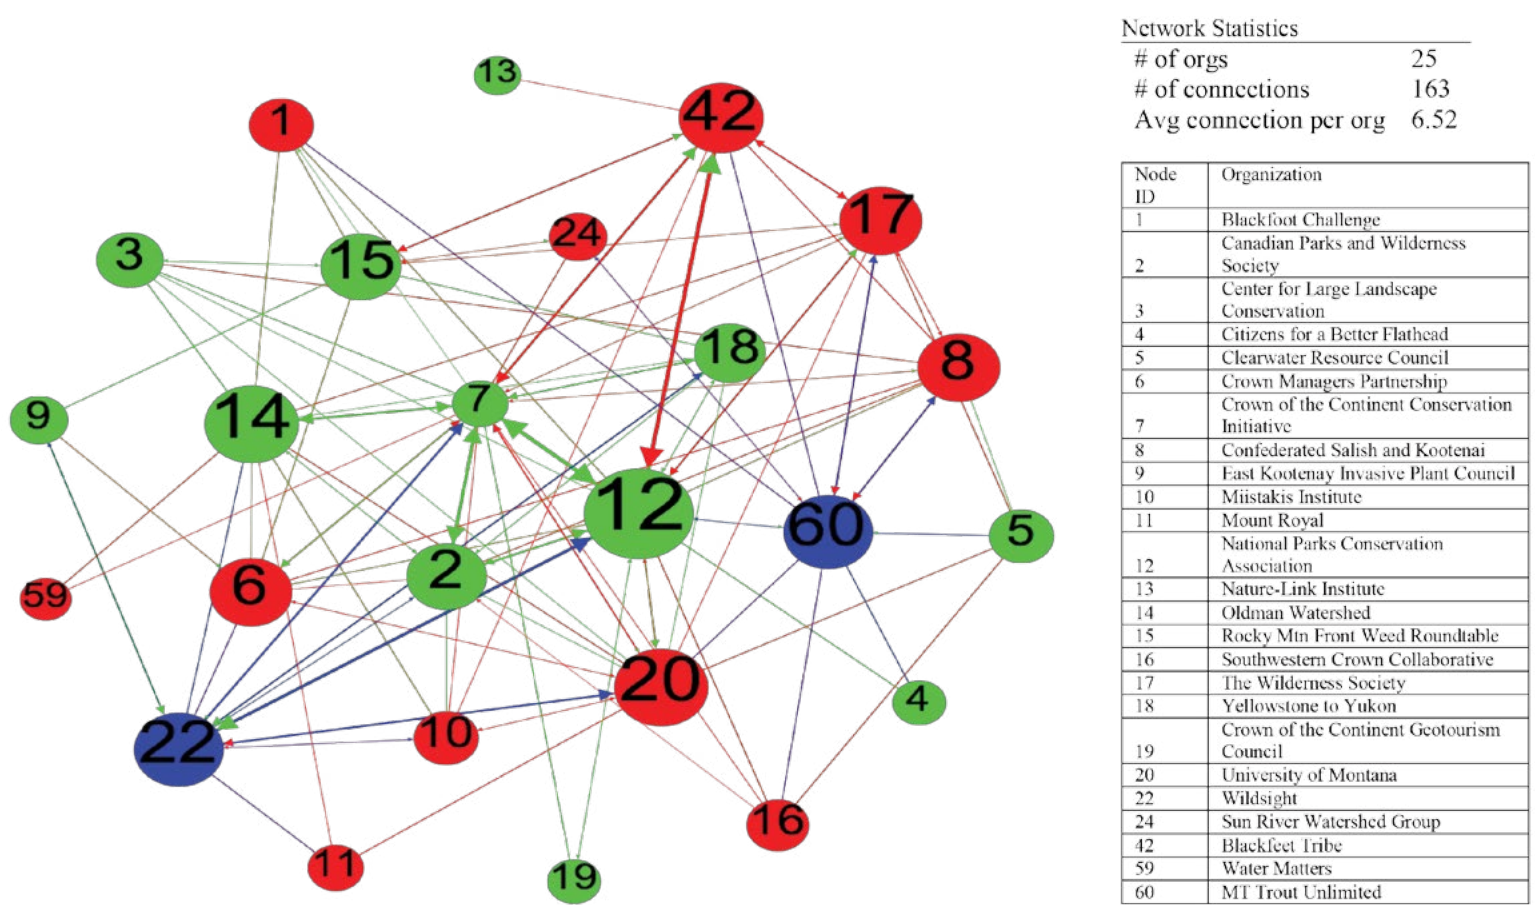 13
42
1
17
24
3
15
18
8
7
9
14
12
60
5
2
6
59
20
4
22
10
16
11
19
Network Statistics
# of orgs 25
# of connections 163
Avg connection per org 6.52
Node Organization
ID
1 Blackfoot Challenge
Canadian Parks and Wilderness
2 Society
Center for Large Landscape
3 Conservation
4 Citizens for a Better Flathead
5 Clearwater Resource Council
6 Crown Managers Partnership
Crown of the Continent Conservation
7 Initiative
8 Confederated Salish and Kootenai
9 East Kootenay Invasive Plant Council
10 Miistakis Institute
11 Mount Royal
National Parks Conservation
12 Association
13 Nature-Link Institute
14 Oldman Watershed
15 Rocky Mtn Front Weed Roundtable
16 Southwestern Crown Collaborative
17 The Wilderness Society
18 Yellowstone to Yukon
Crown of the Continent Geotourism
19 Council
20 University of Montana
22 Wildsight
24 Sun River Watershed Group
42 Blackfeet Tribe
59 Water Matters
60 MT Trout Unlimited